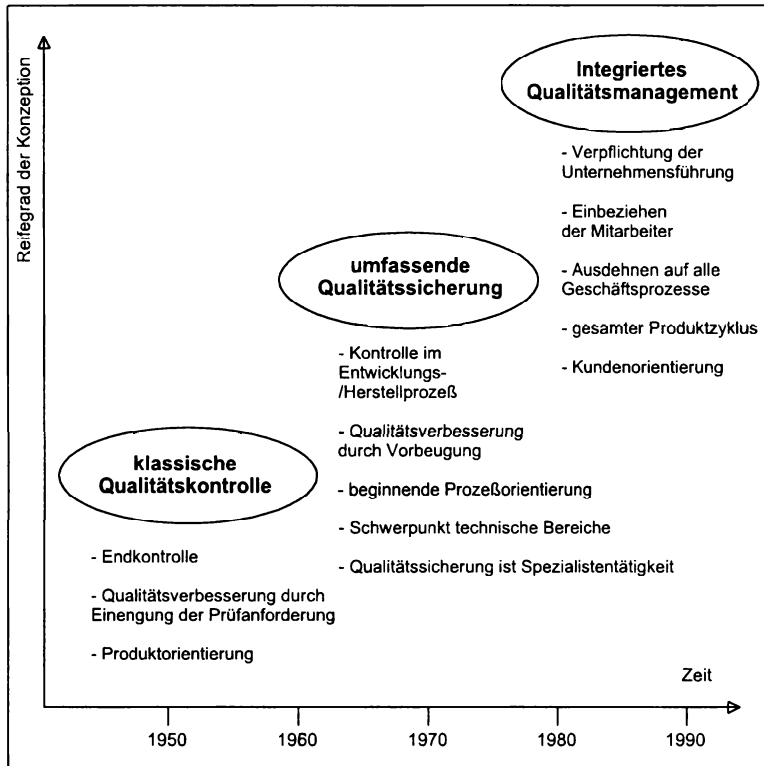 Reifegrad der Konzeption
Integriertes
Qualitätsmanagement
- Verpflichtung der
Unternehmensführung
- Einbeziehen
der Mitarbeiter
- Ausdehnen auf alle
Geschäftsprozesse
- gesamter Produktzyklus
- Kundenorientierung
umfassende
Qualitätssicherung
- Kontrolle im
Entwicklungs-
/Herstellprozeß
- Qualitätsverbesserung
durch Vorbeugung
- beginnende Prozeßorientierung
- Schwerpunkt technische Bereiche
- Qualitätssicherung ist Spezialistentätigkeit
klassische
Qualitätskontrolle
- Endkontrolle
- Qualitätsverbesserung durch
Einengung der Prüfanforderung
- Produktorientierung
Zeit
1950 1960 1970 1980 1990